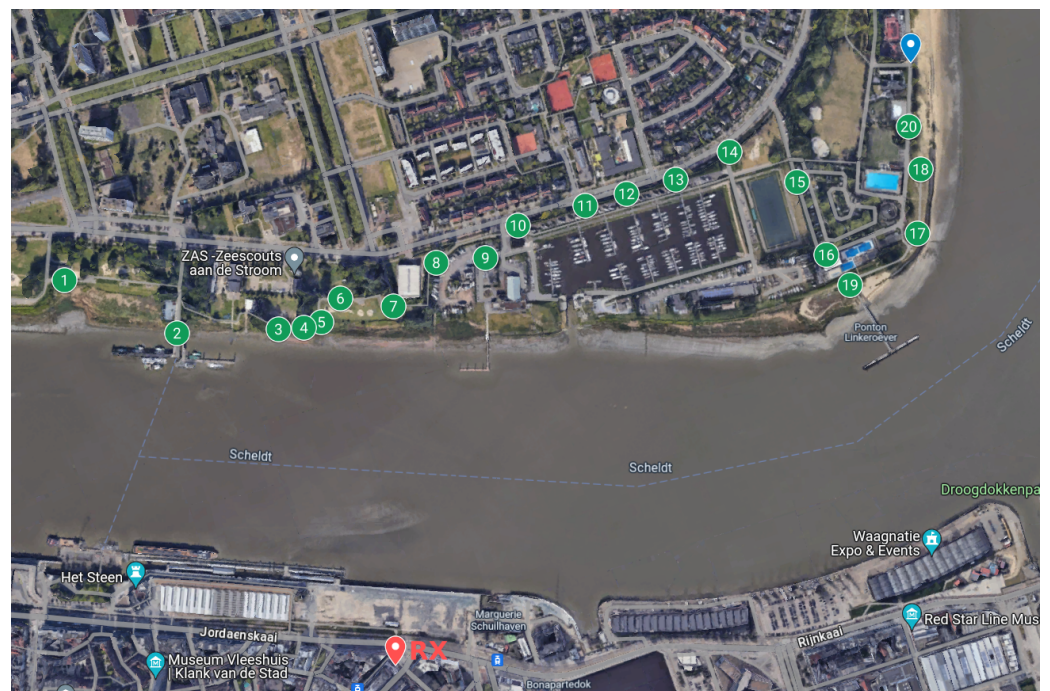 20
14
18
13
15
12
11
10
17
ZAS -Zeescouts
aan de Stroom
8
9
16
1
19
6
7
5
4
3
2
Ponton
Linkeroever
Scheldt
Scheldt
Scheldt
Droogdokkenpa
Waagnatie
Expo & Events
Het Steen
Marguerie
Schuilhaven
Red Star Line Mus
Jordaenskaai
Rijnkaai
RX
Museum Vleeshuis
| Klank van de Stad
Bonapartedok